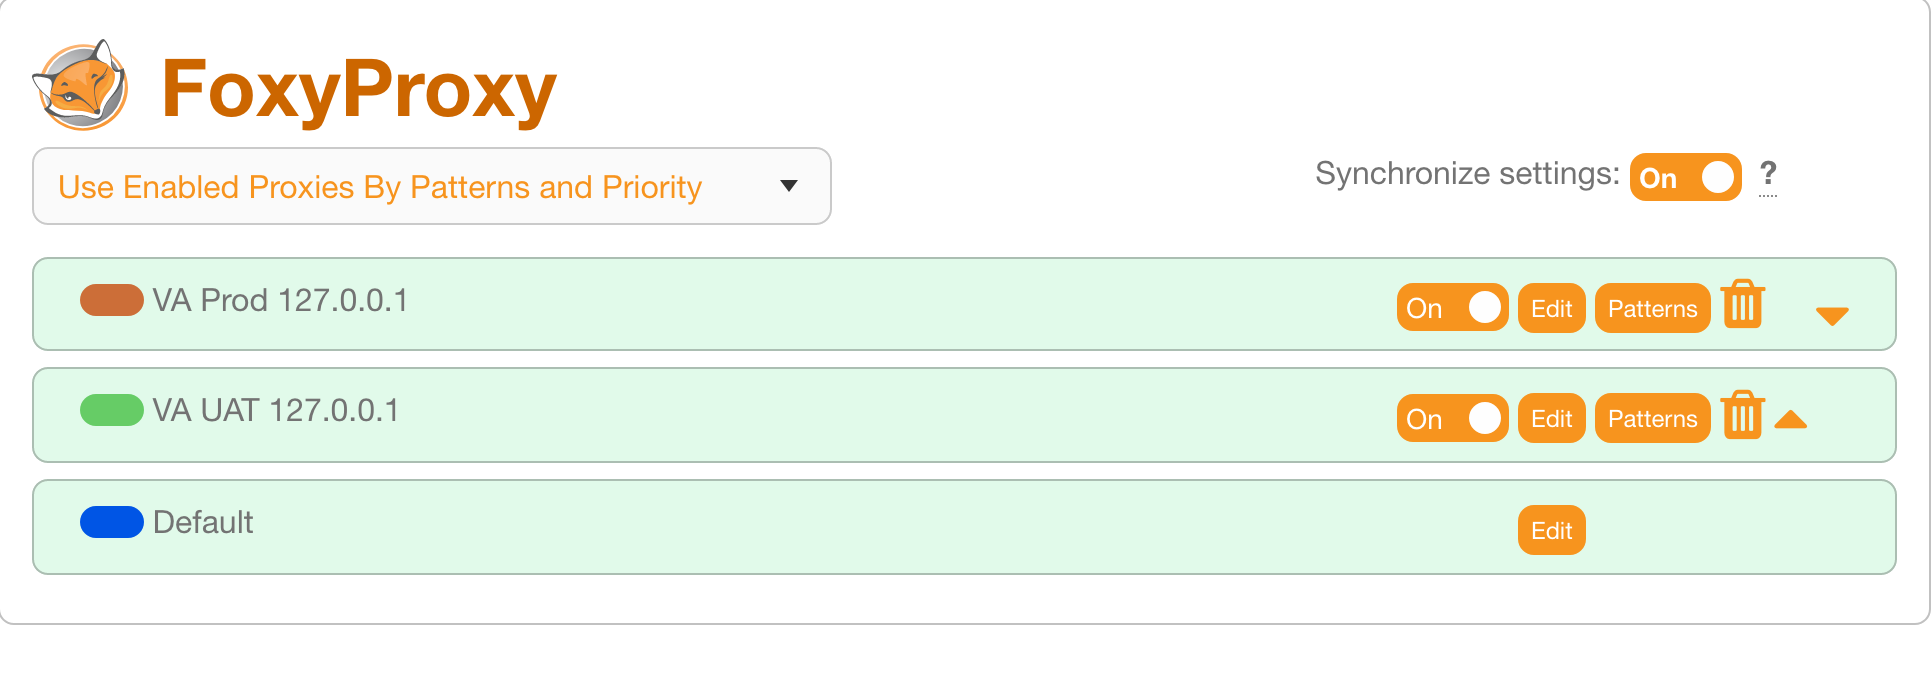 FoxyProxy
Use Enabled Proxies By Patterns and Priority
Synchronize settings: On ?
VA Prod 127.0.0.1 On Edit Patterns
VA UAT 127.0.0.1 On Edit Patterns
Default Edit